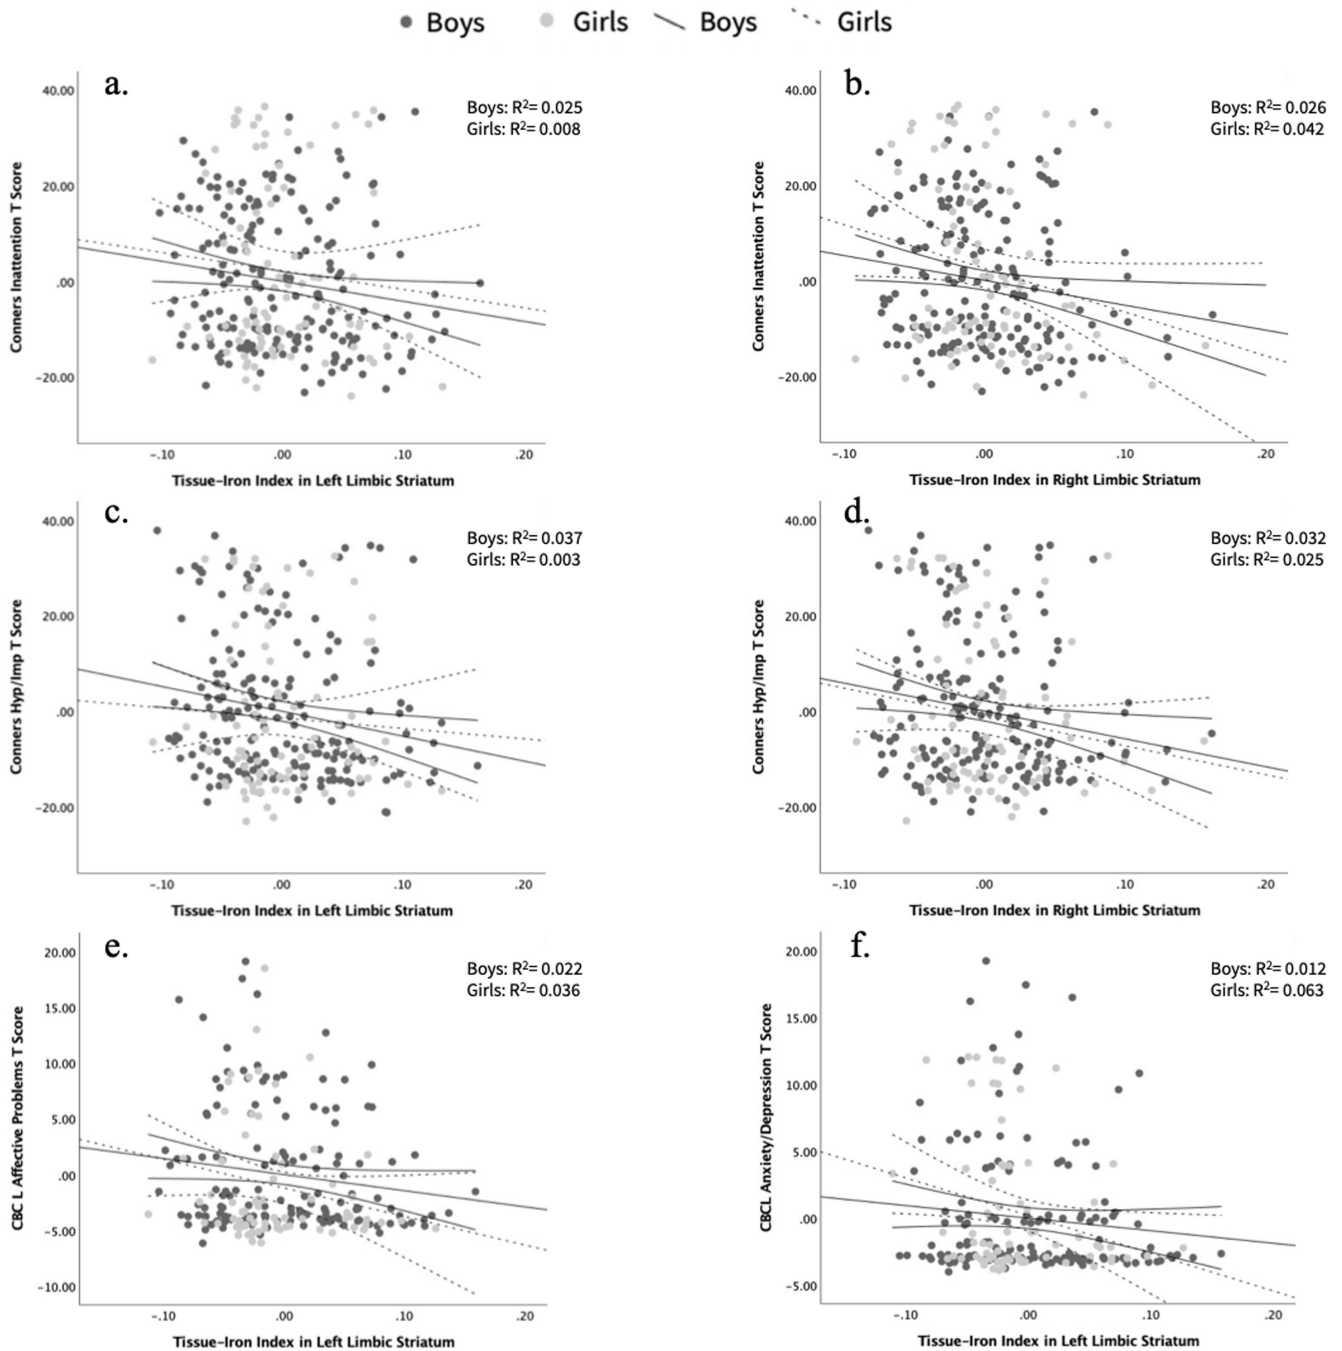 Boys Girls Boys Girls
a.
Boys: R²= 0.025
Girls: R²= 0.008
40.00
20.00
.00
−20.00
Conners Inattention T Score
−.10 .00 .10 .20
Tissue−Iron Index in Left Limbic Striatum
b.
Boys: R²= 0.026
Girls: R²= 0.042
40.00
20.00
.00
−20.00
Conners Inattention T Score
−.10 .00 .10 .20
Tissue−Iron Index in Right Limbic Striatum
c.
Boys: R²= 0.037
Girls: R²= 0.003
40.00
20.00
.00
−20.00
Conners Hyp/Imp T Score
−.10 .00 .10 .20
Tissue−Iron Index in Left Limbic Striatum
d.
Boys: R²= 0.032
Girls: R²= 0.025
40.00
20.00
.00
−20.00
Conners Hyp/Imp T Score
−.10 .00 .10 .20
Tissue−Iron Index in Right Limbic Striatum
e.
Boys: R²= 0.022
Girls: R²= 0.036
20.00
15.00
10.00
5.00
.00
−5.00
−10.00
CBC L Affective Problems T Score
−.10 .00 .10 .20
Tissue−Iron Index in Left Limbic Striatum
f.
Boys: R²= 0.012
Girls: R²= 0.063
20.00
15.00
10.00
5.00
.00
−5.00
CBCL Anxiety/Depression T Score
−.10 .00 .10 .20
Tissue−Iron Index in Left Limbic Striatum